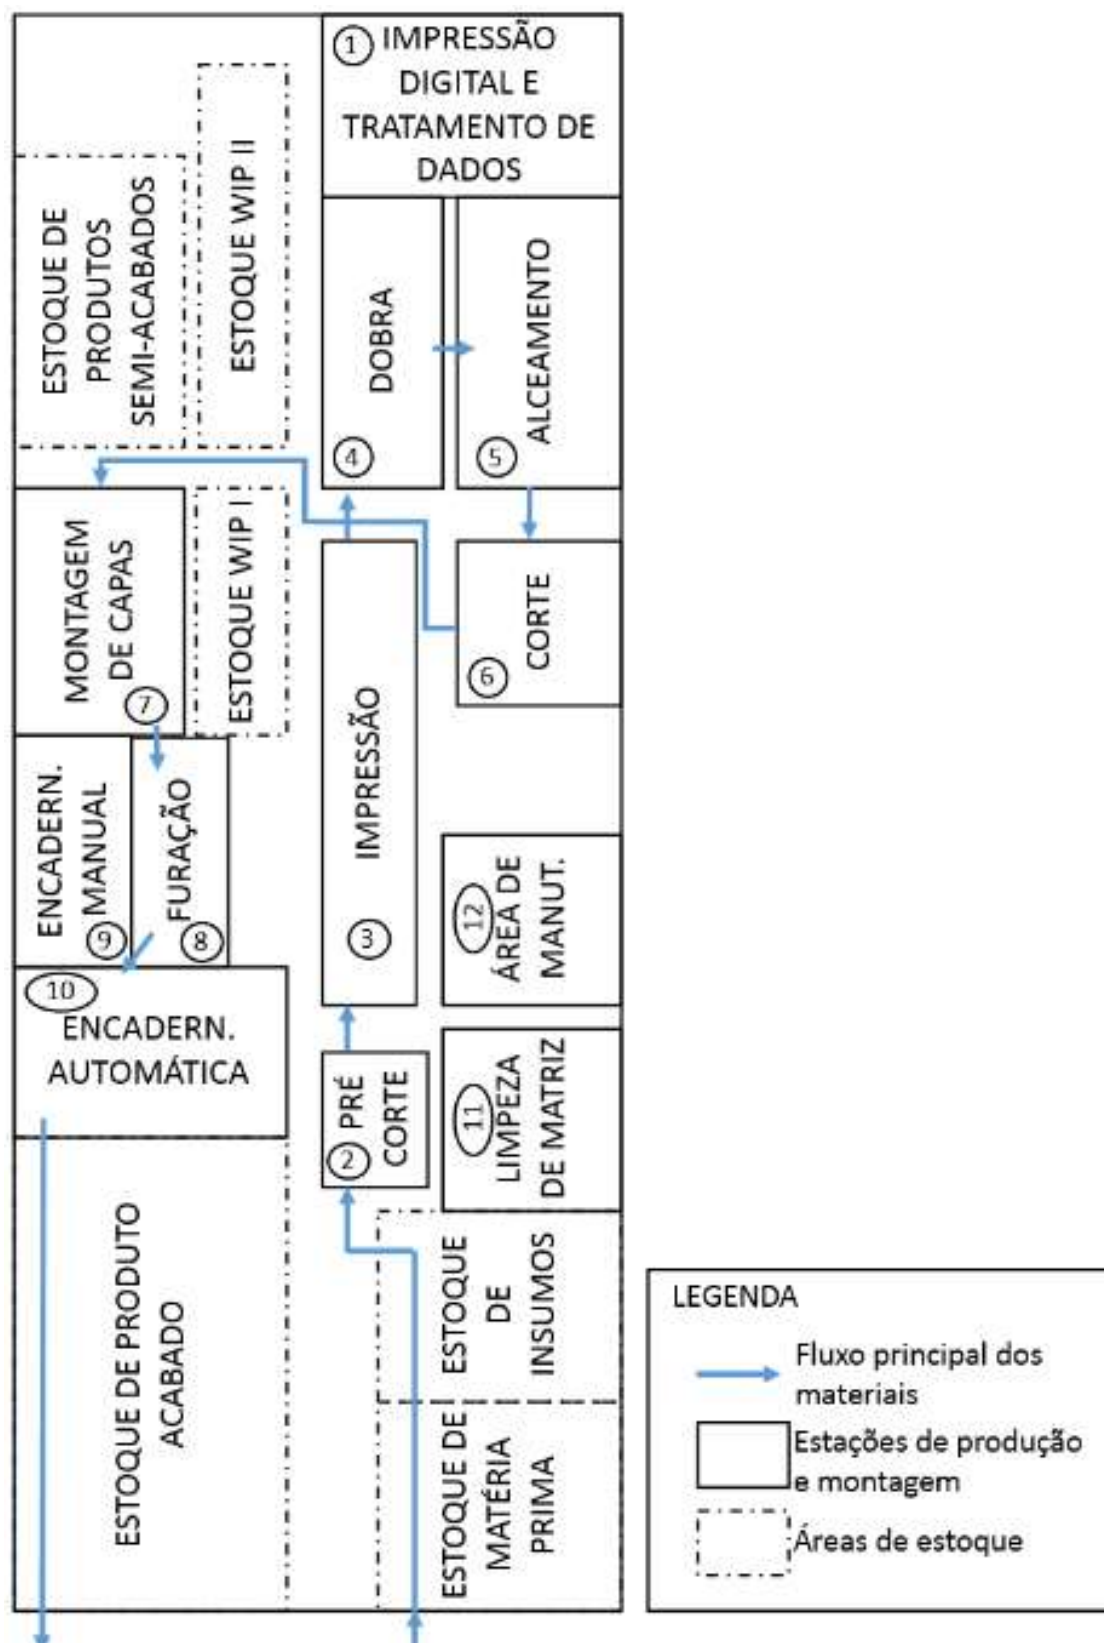 1 IMPRESSÃO
DIGITAL E
TRATAMENTO DE
DADOS
ESTOQUE DE
PRODUTOS
SEMI-ACABADOS
ESTOQUE WIP II
DOBRA
4
ALCEAMENTO
5
MONTAGEM
DE CAPAS
7
ESTOQUE WIP I
IMPRESSÃO
3
CORTE
6
ENCADERN.
MANUAL
9
FURAÇÃO
8
12
ÁREA DE
MANUT.
10
ENCADERN.
AUTOMÁTICA
PRÉ
CORTE
2
11
LIMPEZA
DE MATRIZ
ESTOQUE DE PRODUTO
ACABADO
ESTOQUE
DE
INSUMOS
ESTOQUE DE
MATÉRIA
PRIMA
LEGENDA
Fluxo principal dos
materiais
Estações de produção
e montagem
Áreas de estoque